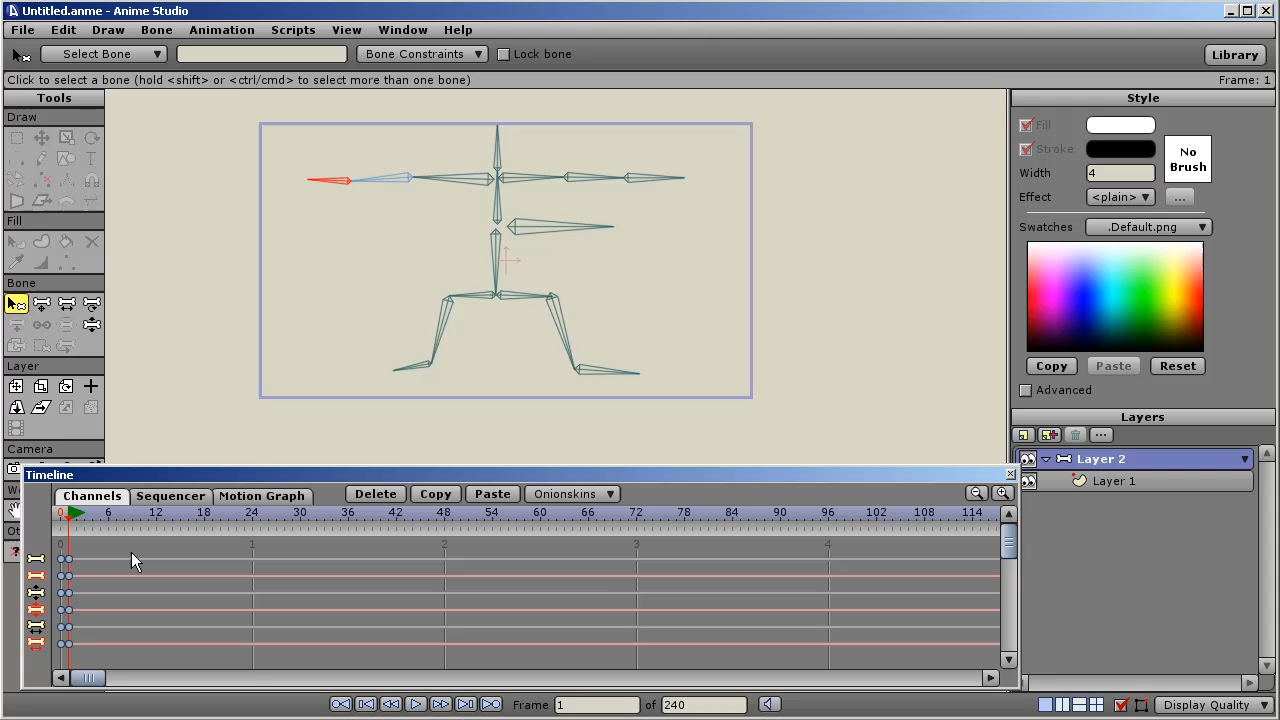 Untitled.anme - Anime Studio
File Edit Draw Bone Animation Scripts View Window Help
Select Bone Bone Constraints Lock bone Library
Click to select a bone (hold <shift> or <ctrl/cmd> to select more than one bone) Frame: 1
Tools
Draw
Fill
Bone
Layer
Camera
Style
Fill
Stroke
No Brush
Width 4
Effect <plain> ...
Swatches .Default.png
Copy Paste Reset
Advanced
Layers
Layer 2
Layer 1
Timeline
Channels Sequencer Motion Graph Delete Copy Paste Onionskins
0 6 12 18 24 30 36 42 48 54 60 66 72 78 84 90 96 102 108 114
0 1 2 3 4
Frame 1 of 240 Display Quality